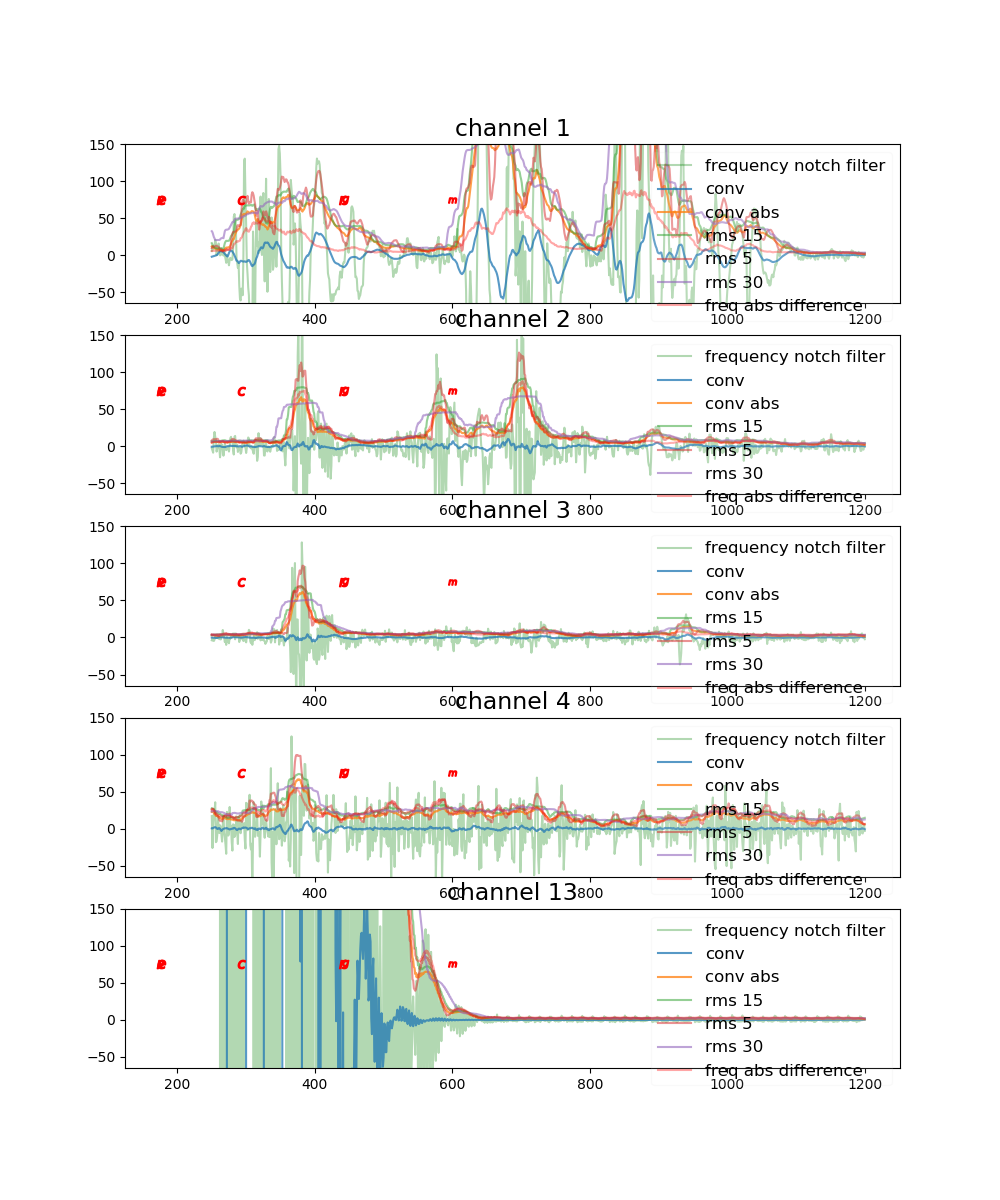 channel 1
150
100
50
0
−50
c
m
frequency notch filter
conv
conv abs
rms 15
rms 5
rms 30
freq abs difference
200 400 600 800 1000 1200
channel 2
150
100
50
0
−50
c
m
frequency notch filter
conv
conv abs
rms 15
rms 5
rms 30
freq abs difference
200 400 600 800 1000 1200
channel 3
150
100
50
0
−50
c
m
frequency notch filter
conv
conv abs
rms 15
rms 5
rms 30
freq abs difference
200 400 600 800 1000 1200
channel 4
150
100
50
0
−50
c
m
frequency notch filter
conv
conv abs
rms 15
rms 5
rms 30
freq abs difference
200 400 600 800 1000 1200
channel 13
150
100
50
0
−50
c
m
frequency notch filter
conv
conv abs
rms 15
rms 5
rms 30
freq abs difference
200 400 600 800 1000 1200